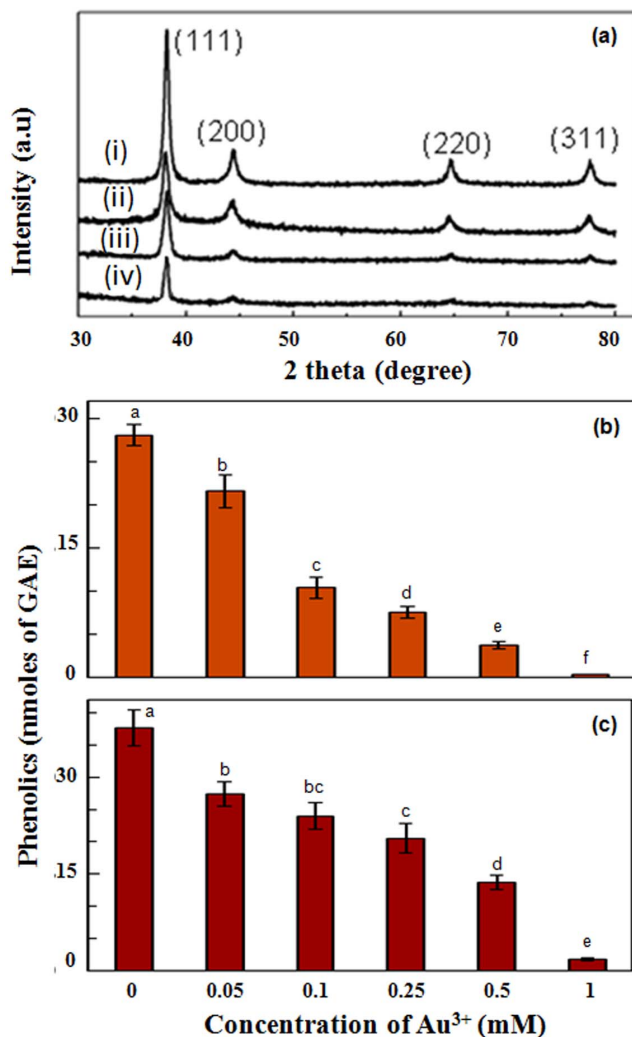 (a)
(111)
(200)
(220)
(311)
(i)
(ii)
(iii)
(iv)
Intensity (a.u)
30 40 50 60 70 80
2 theta (degree)
(b)
30
15
0
a
b
c
d
e
f
Phenolics (nmoles of GAE)
(c)
30
15
0
a
b
bc
c
d
e
0 0.05 0.1 0.25 0.5 1
Concentration of Au³⁺ (mM)